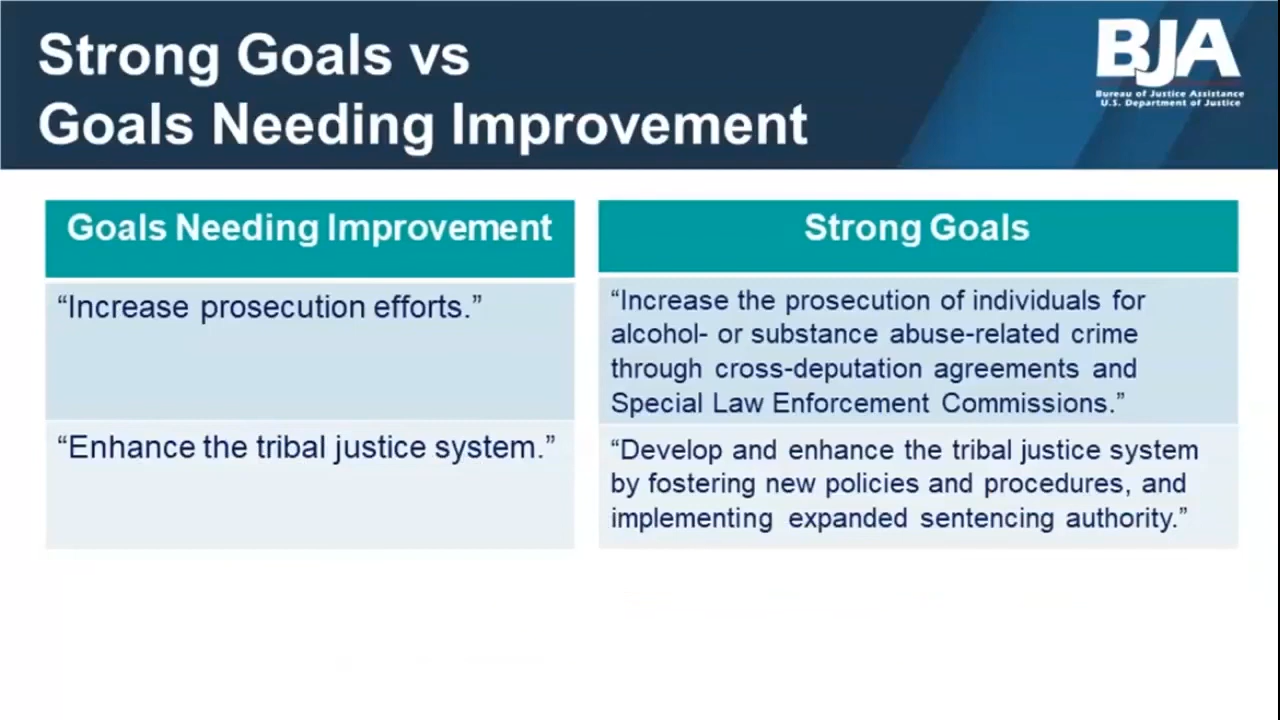 Strong Goals vs
Goals Needing Improvement
BJA
Bureau of Justice Assistance
U.S. Department of Justice
Goals Needing Improvement
Strong Goals
“Increase prosecution efforts.”
“Increase the prosecution of individuals for
alcohol- or substance abuse-related crime
through cross-deputation agreements and
Special Law Enforcement Commissions.”
“Enhance the tribal justice system.”
“Develop and enhance the tribal justice system
by fostering new policies and procedures, and
implementing expanded sentencing authority.”